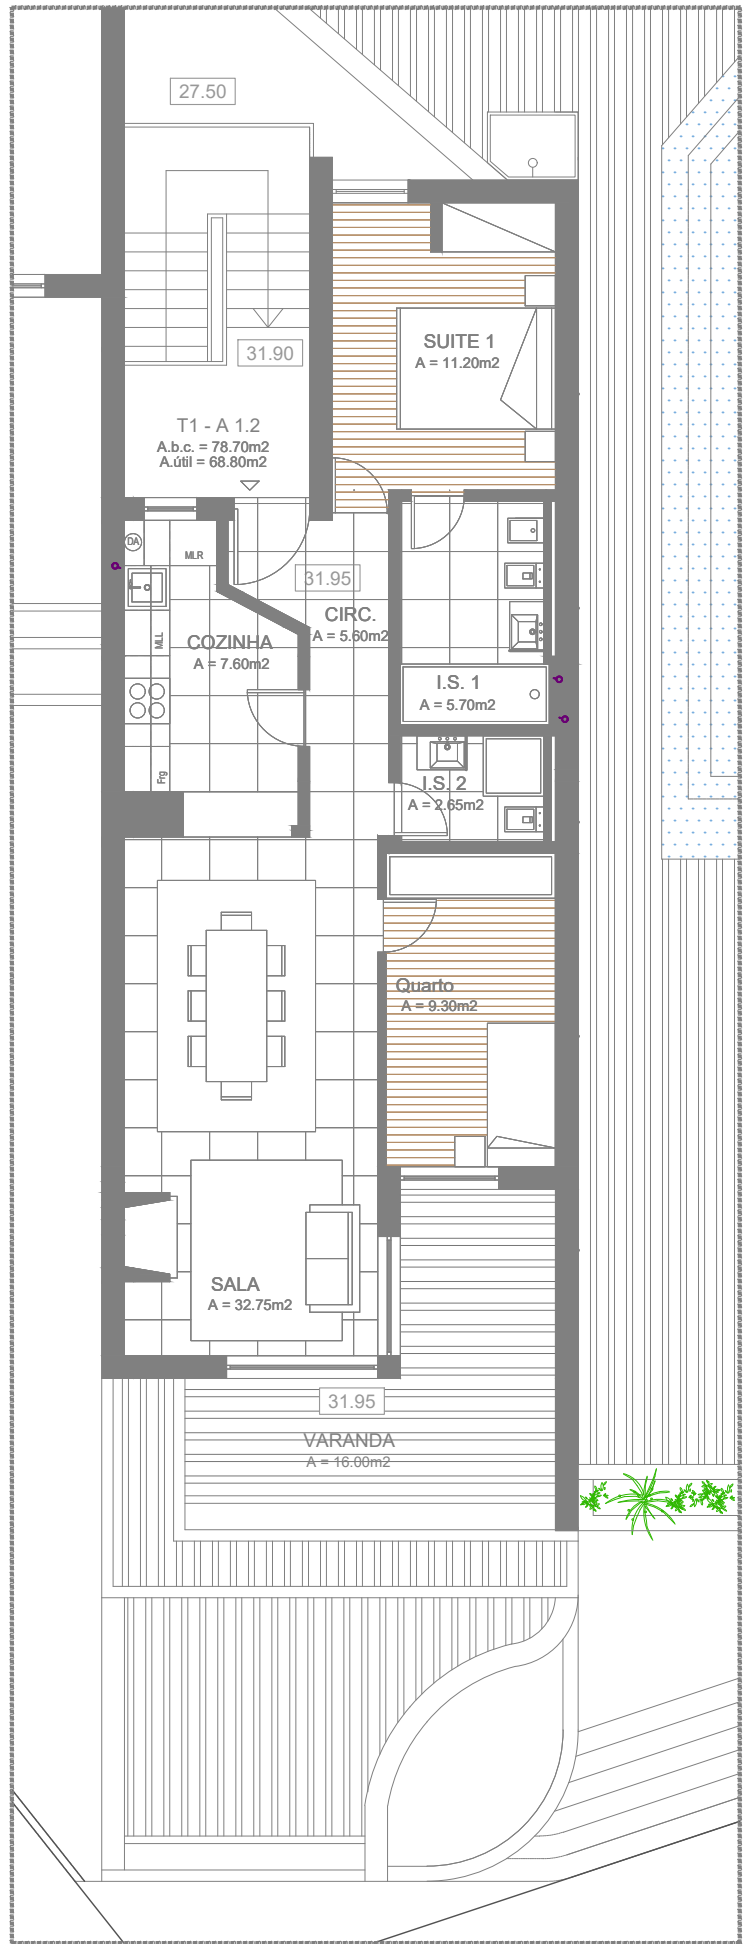 27.50
31.90
SUITE 1
A = 11.20m2
T1 - A 1.2
A.b.c. = 78.70m2
A.útil = 68.80m2
DA
MLR
31.95
CIRC.
A = 5.60m2
MLL
COZINHA
A = 7.60m2
I.S. 1
A = 5.70m2
Frg
I.S. 2
A = 2.65m2
Quarto
A = 9.30m2
SALA
A = 32.75m2
31.95
VARANDA
A = 16.00m2